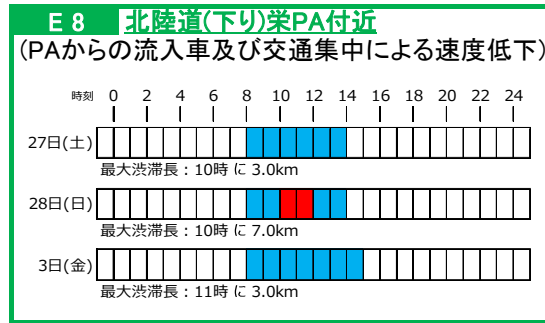 E 8 北陸道(下り)栄PA付近
(PAからの流入車及び交通集中による速度低下)
時刻 0 2 4 6 8 10 12 14 16 18 20 22 24
27日(土)
最大渋滞長：10時 に 3.0km
28日(日)
最大渋滞長：10時 に 7.0km
3日(金)
最大渋滞長：11時 に 3.0km